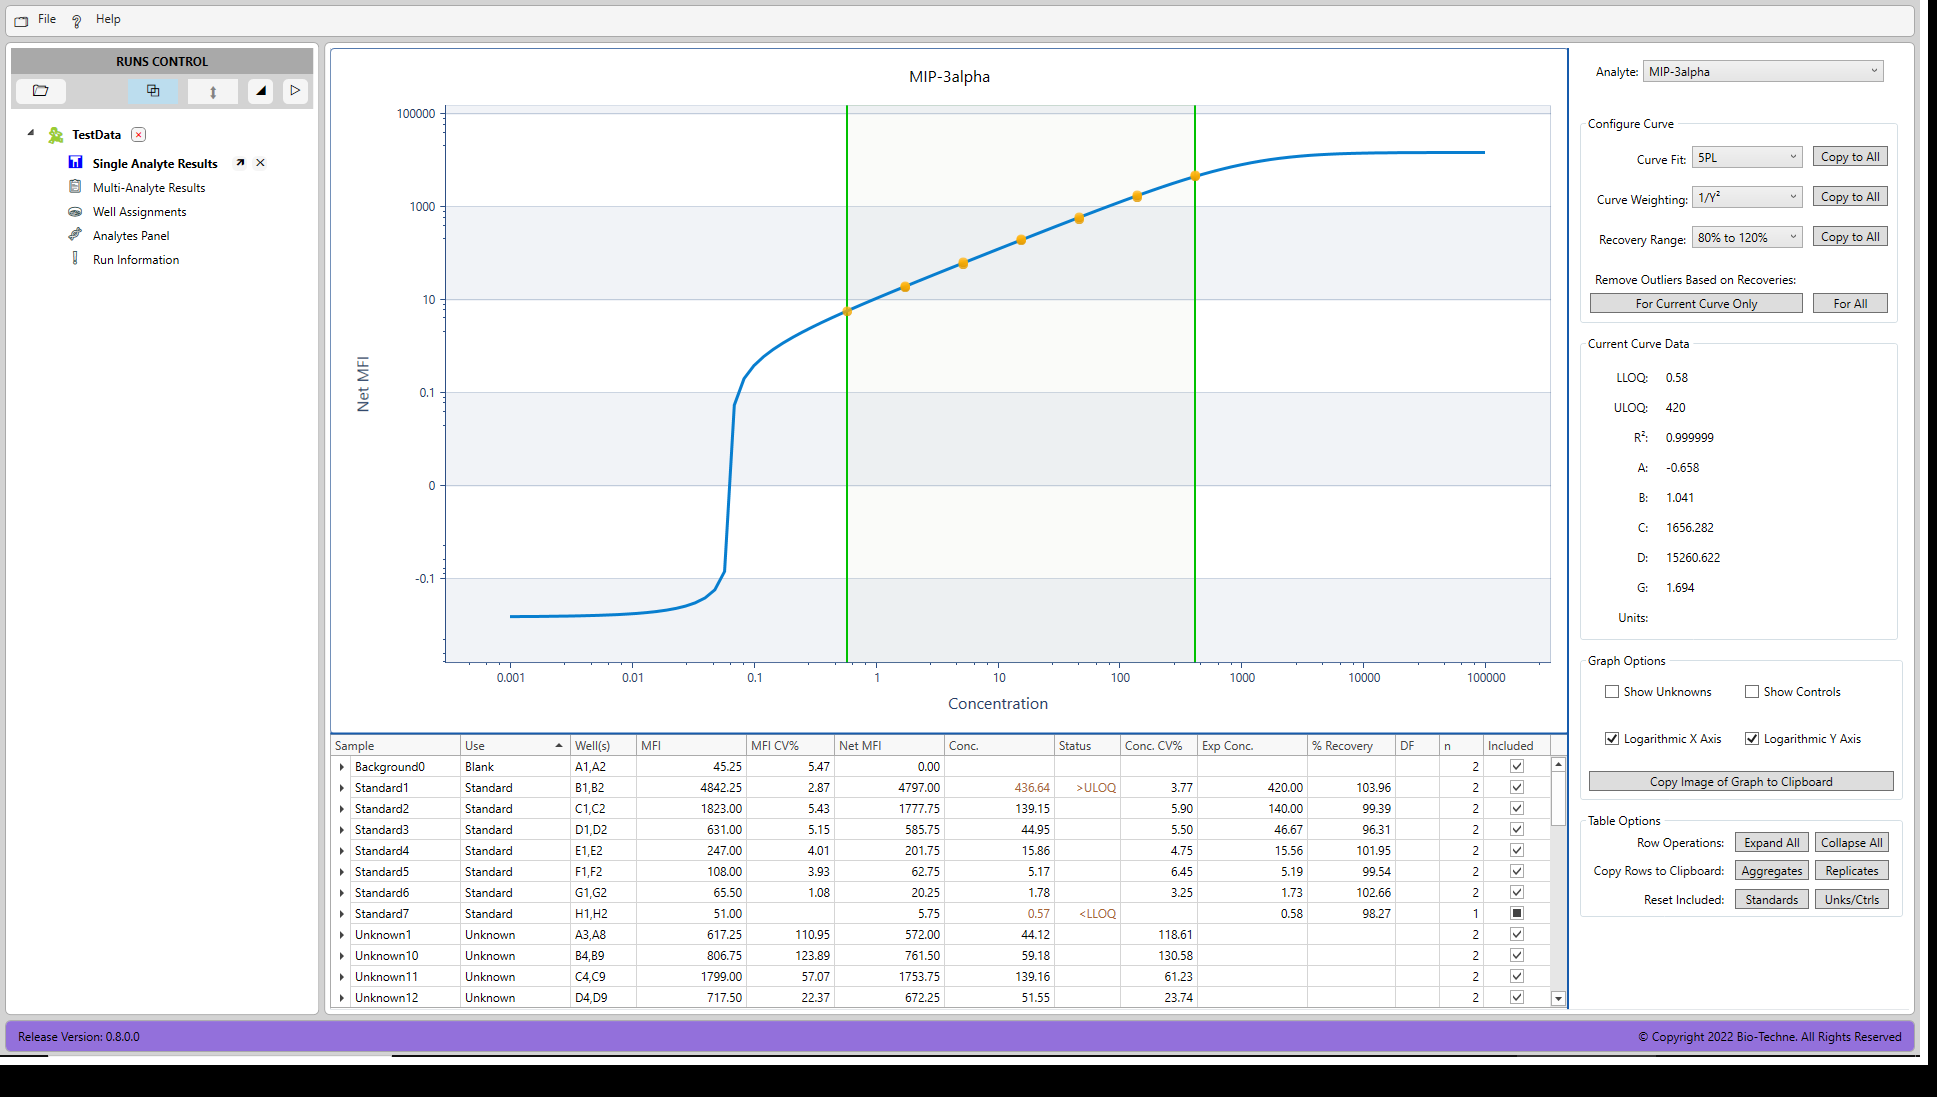 File Help
RUNS CONTROL
TestData
Single Analyte Results
Multi-Analyte Results
Well Assignments
Analytes Panel
Run Information
MIP-3alpha
Net MFI
100000
1000
10
0.1
0
-0.1
0.001 0.01 0.1 1 10 100 1000 10000 100000
Concentration
Sample Use Well(s) MFI MFI CV% Net MFI Conc. Status Conc. CV% Exp Conc. % Recovery DF n Included
Background0 Blank A1,A2 45.25 5.47 0.00 2
Standard1 Standard B1,B2 4842.25 2.87 4797.00 436.64 >ULOQ 3.77 420.00 103.96 2
Standard2 Standard C1,C2 1823.00 5.43 1777.75 139.15 5.90 140.00 99.39 2
Standard3 Standard D1,D2 631.00 5.15 585.75 44.95 5.50 46.67 96.31 2
Standard4 Standard E1,E2 247.00 4.01 201.75 15.86 4.75 15.56 101.95 2
Standard5 Standard F1,F2 108.00 3.93 62.75 5.17 6.45 5.19 99.54 2
Standard6 Standard G1,G2 65.50 1.08 20.25 1.78 3.25 1.73 102.66 2
Standard7 Standard H1,H2 51.00 5.75 0.57 <LLOQ 0.58 98.27 1
Unknown1 Unknown A3,A8 617.25 110.95 572.00 44.12 118.61 2
Unknown10 Unknown B4,B9 806.75 123.89 761.50 59.18 130.58 2
Unknown11 Unknown C4,C9 1799.00 57.07 1753.75 139.16 61.23 2
Unknown12 Unknown D4,D9 717.50 22.37 672.25 51.55 23.74 2
Analyte: MIP-3alpha
Configure Curve
Curve Fit: 5PL Copy to All
Curve Weighting: 1/Y² Copy to All
Recovery Range: 80% to 120% Copy to All
Remove Outliers Based on Recoveries:
For Current Curve Only For All
Current Curve Data
LLOQ: 0.58
ULOQ: 420
R²: 0.999999
A: -0.658
B: 1.041
C: 1656.282
D: 15260.622
G: 1.694
Units:
Graph Options
Show Unknowns Show Controls
Logarithmic X Axis Logarithmic Y Axis
Copy Image of Graph to Clipboard
Table Options
Row Operations: Expand All Collapse All
Copy Rows to Clipboard: Aggregates Replicates
Reset Included: Standards Unks/Ctrls
Release Version: 0.8.0.0
© Copyright 2022 Bio-Techne. All Rights Reserved